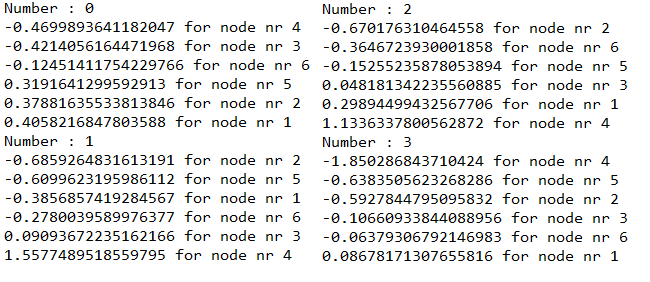 Number : 0
-0.4699893641182047 for node nr 4
-0.4214056164471968 for node nr 3
-0.12451411754229766 for node nr 6
0.3191641299592913 for node nr 5
0.37881635533813846 for node nr 2
0.4058216847803588 for node nr 1
Number : 1
-0.6859264831613191 for node nr 2
-0.6099623195986112 for node nr 5
-0.3856857419284567 for node nr 1
-0.2780039589976377 for node nr 6
0.09093672235162166 for node nr 3
1.5577489518559795 for node nr 4
Number : 2
-0.670176310464558 for node nr 2
-0.3646723930001858 for node nr 6
-0.15255235878053894 for node nr 5
0.048181342235560885 for node nr 3
0.29894499432567706 for node nr 1
1.1336337800562872 for node nr 4
Number : 3
-1.850286843710424 for node nr 4
-0.6383505623268286 for node nr 5
-0.5927844795095832 for node nr 2
-0.10660933844088956 for node nr 3
-0.06379306792146983 for node nr 6
0.08678171307655816 for node nr 1